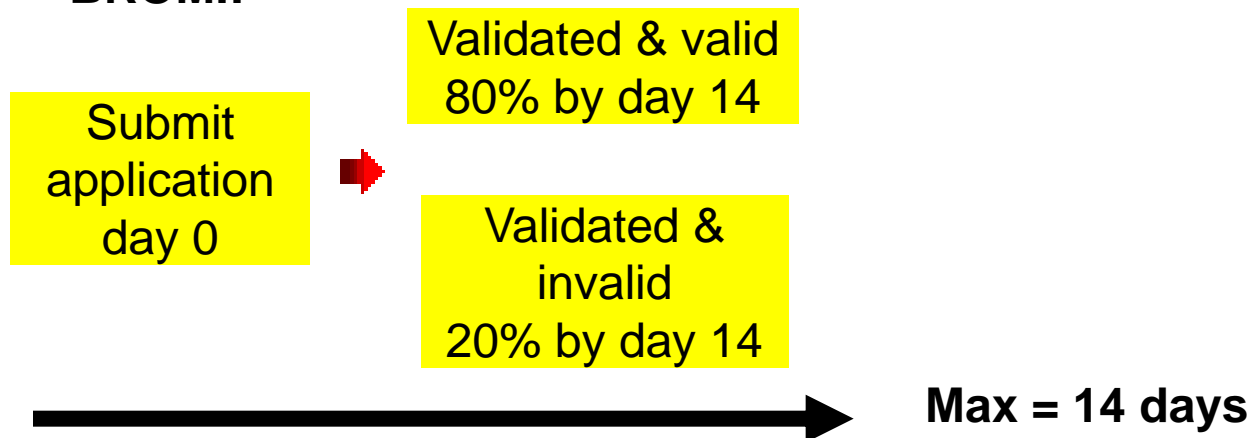 Submit
application
day 0
Validated & valid
80% by day 14
Validated &
invalid
20% by day 14
Max = 14 days